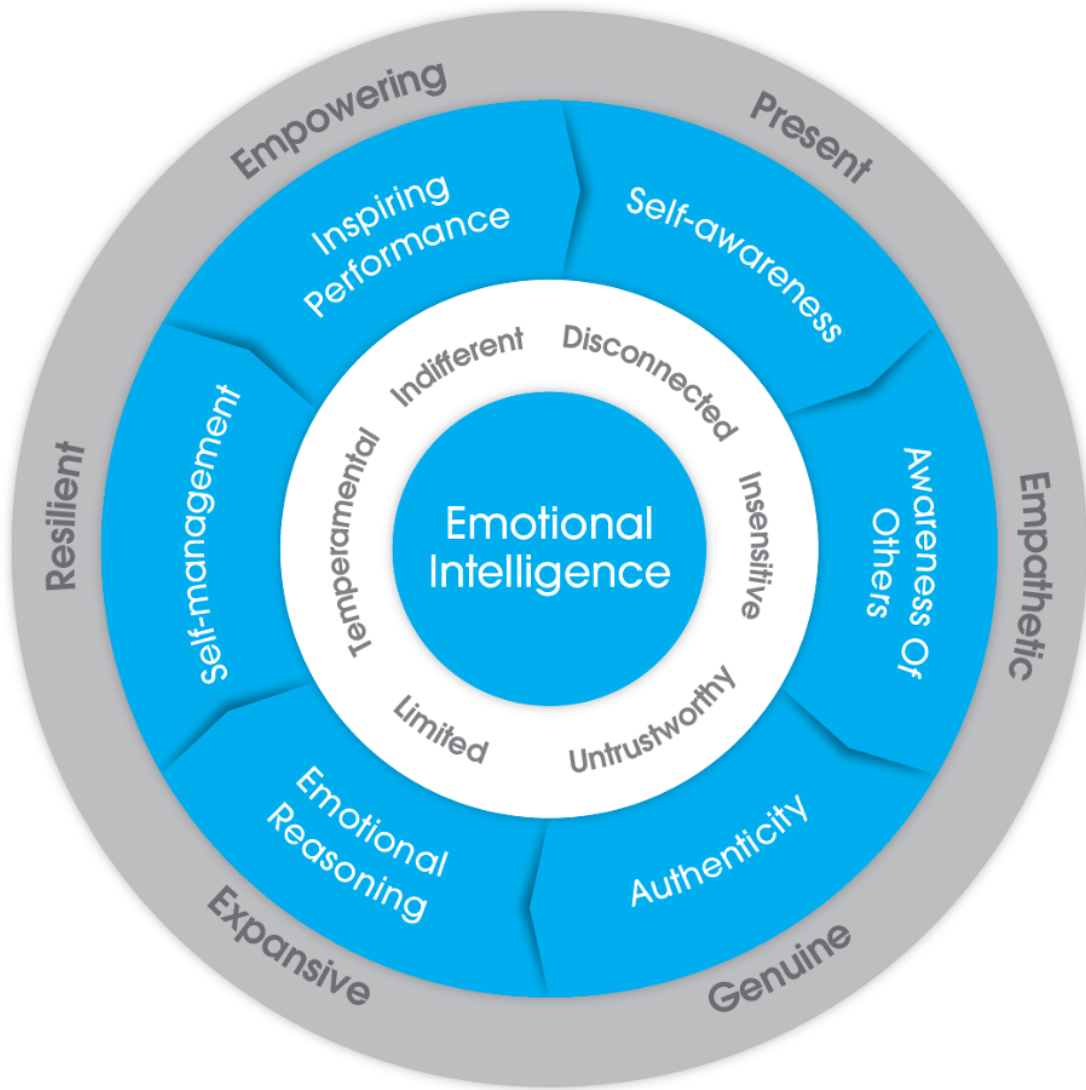 Empowering
Present
Empathetic
Genuine
Expansive
Resilient
Inspiring
Performance
Self-awareness
Awareness Of
Others
Authenticity
Emotional
Reasoning
Self-management
Indifferent
Disconnected
Insensitive
Untrustworthy
Limited
Temperamental
Emotional
Intelligence